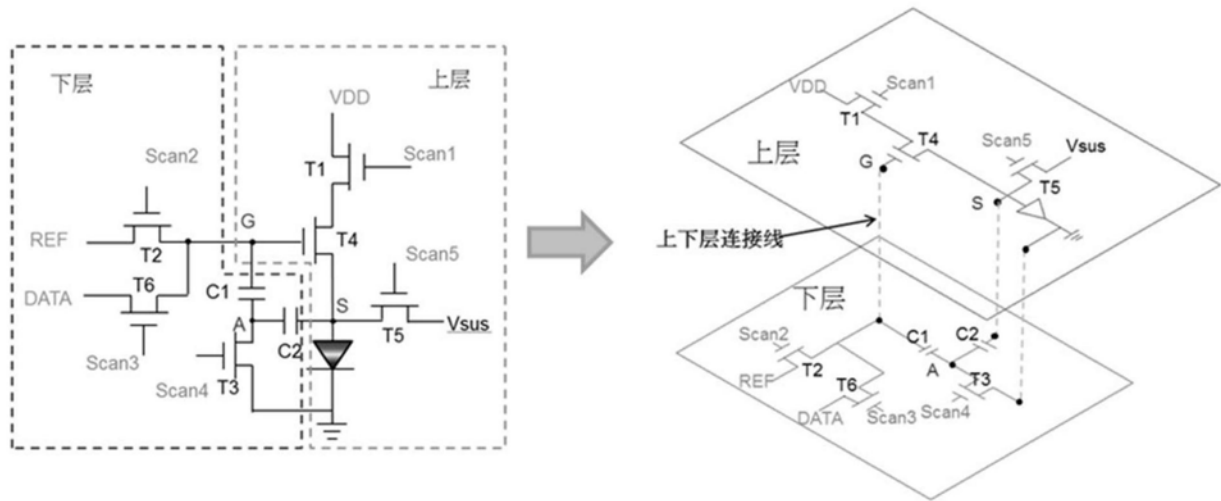 下层
上层
VDD
Scan2
T1
Scan1
G
REF
T2
T4
T6
Scan5
DATA
C1
S
A
C2
T5
Vsus
Scan3
Scan4
T3
VDD
Scan1
T1
T4
Scan5
Vsus
上层
G
T5
S
上下层连接线
下层
Scan2
C1
C2
T2
A
T3
REF
T6
Scan4
DATA
Scan3